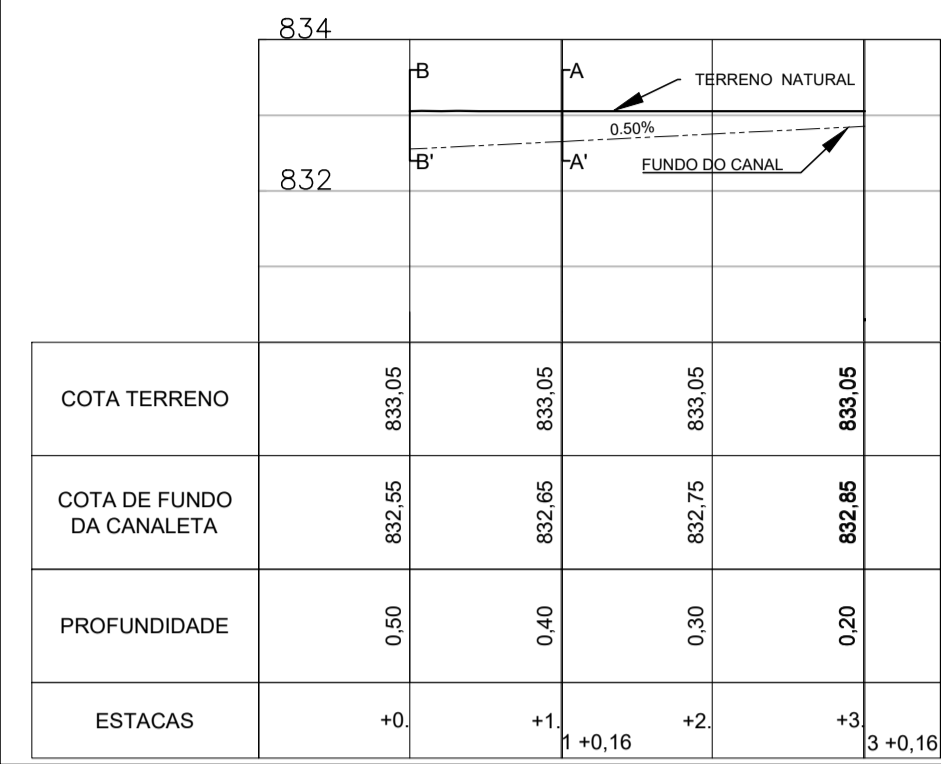 834
B
A
TERRENO NATURAL
0.50%
B'
A'
FUNDO DO CANAL
832
COTA TERRENO
833,05
833,05
833,05
833,05
COTA DE FUNDO
DA CANALETA
832,55
832,65
832,75
832,85
PROFUNDIDADE
0,50
0,40
0,30
0,20
ESTACAS
+0.
+1.
+2.
+3.
1 +0,16
3 +0,16